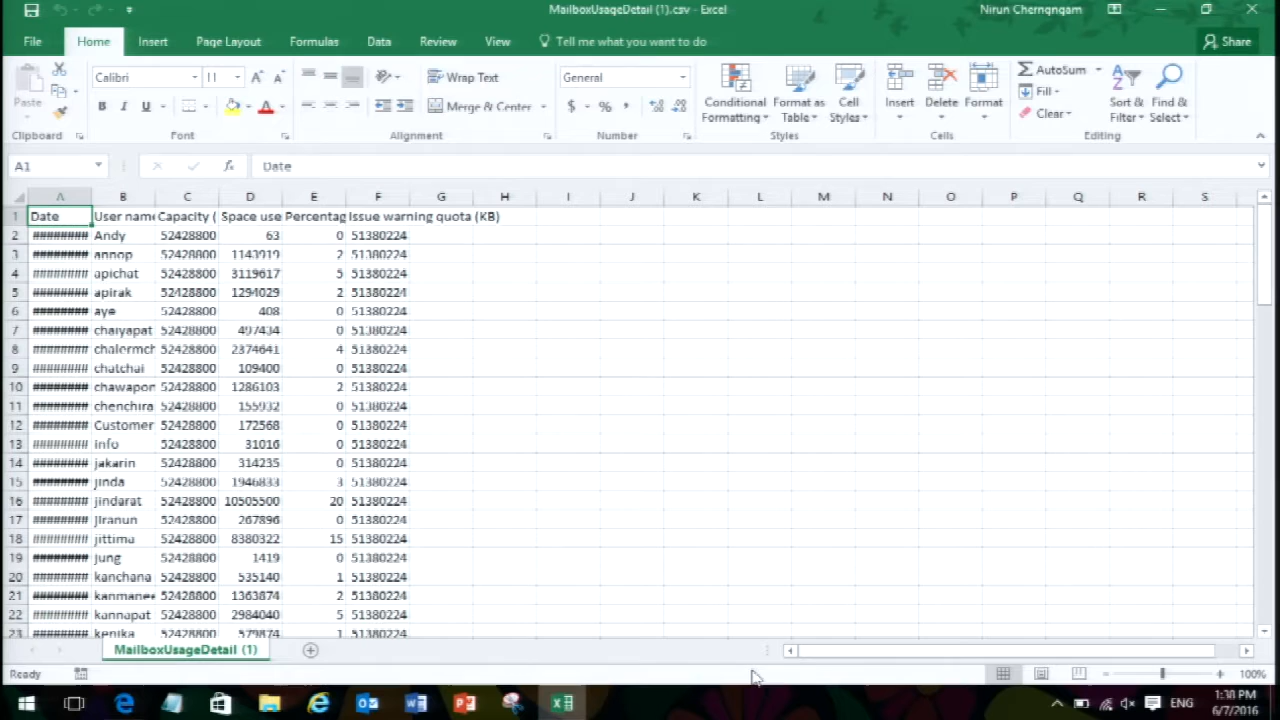 MailboxUsageDetail (1).csv - Excel
Nirun Cherngngam
File Home Insert Page Layout Formulas Data Review View Tell me what you want to do Share
Paste
Calibri 11
B I U
Wrap Text
Merge & Center
General
$ % ,
Conditional Formatting
Format as Table
Cell Styles
Insert Delete Format
AutoSum
Fill
Clear
Sort & Filter
Find & Select
Clipboard Font Alignment Number Styles Cells Editing
A1 fx Date
A B C D E F G H I J K L M N O P Q R S
1 Date User name Capacity ( Space use Percentag Issue warning quota (KB)
2 ######## Andy 52428800 63 0 51380224
3 ######## annop 52428800 1143919 2 51380224
4 ######## apichat 52428800 3119617 5 51380224
5 ######## apirak 52428800 1294029 2 51380224
6 ######## aye 52428800 408 0 51380224
7 ######## chaiyapat 52428800 497434 0 51380224
8 ######## chalermch 52428800 2374641 4 51380224
9 ######## chatchai 52428800 109400 0 51380224
10 ######## chawapon 52428800 1286103 2 51380224
11 ######## chenchira 52428800 155932 0 51380224
12 ######## Customer 52428800 172568 0 51380224
13 ######## info 52428800 31016 0 51380224
14 ######## jakarin 52428800 314235 0 51380224
15 ######## jinda 52428800 1946833 3 51380224
16 ######## jindarat 52428800 10505500 20 51380224
17 ######## jiranun 52428800 267896 0 51380224
18 ######## jittima 52428800 8380322 15 51380224
19 ######## jung 52428800 1419 0 51380224
20 ######## kanchana 52428800 535140 1 51380224
21 ######## kanmanee 52428800 1363874 2 51380224
22 ######## kannapat 52428800 2984040 5 51380224
23 ######## kenika 52428800 579874 1 51380224
MailboxUsageDetail (1)
Ready 100%
ENG
1:38 PM
6/7/2016